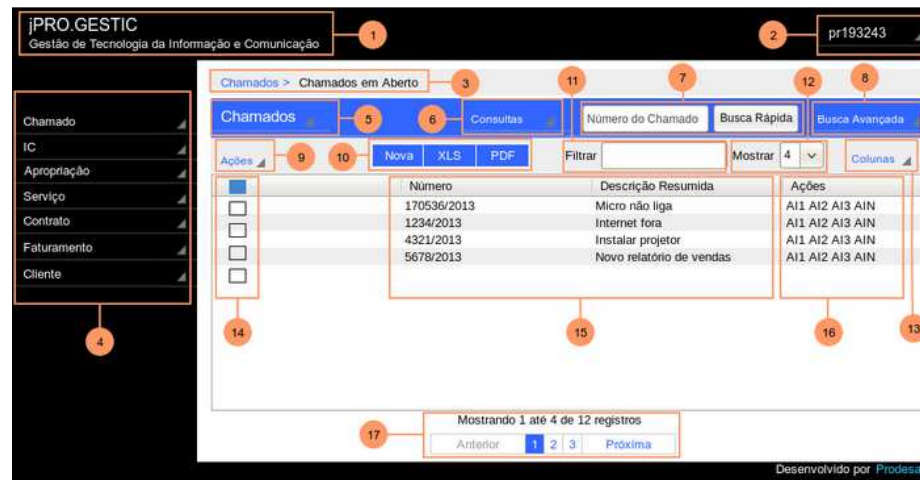 jPRO.GESTIC
Gestão de Tecnologia da Informação e Comunicação
1
2
pr193243
Chamados > Chamados em Aberto
3
11
7
12
8
Chamado
IC
Apropriação
Serviço
Contrato
Faturamento
Cliente
4
Chamados
5
6
Consultas
Número do Chamado
Busca Rápida
Busca Avançada
Ações
9
10
Nova XLS PDF
Filtrar
Mostrar 4
Colunas
Número Descrição Resumida Ações
170536/2013 Micro não liga AI1 AI2 AI3 AIN
1234/2013 Internet fora AI1 AI2 AI3 AIN
4321/2013 Instalar projetor AI1 AI2 AI3 AIN
5678/2013 Novo relatório de vendas AI1 AI2 AI3 AIN
14
15
16
13
17
Mostrando 1 até 4 de 12 registros
Anterior 1 2 3 Próxima
Desenvolvido por Prodesa